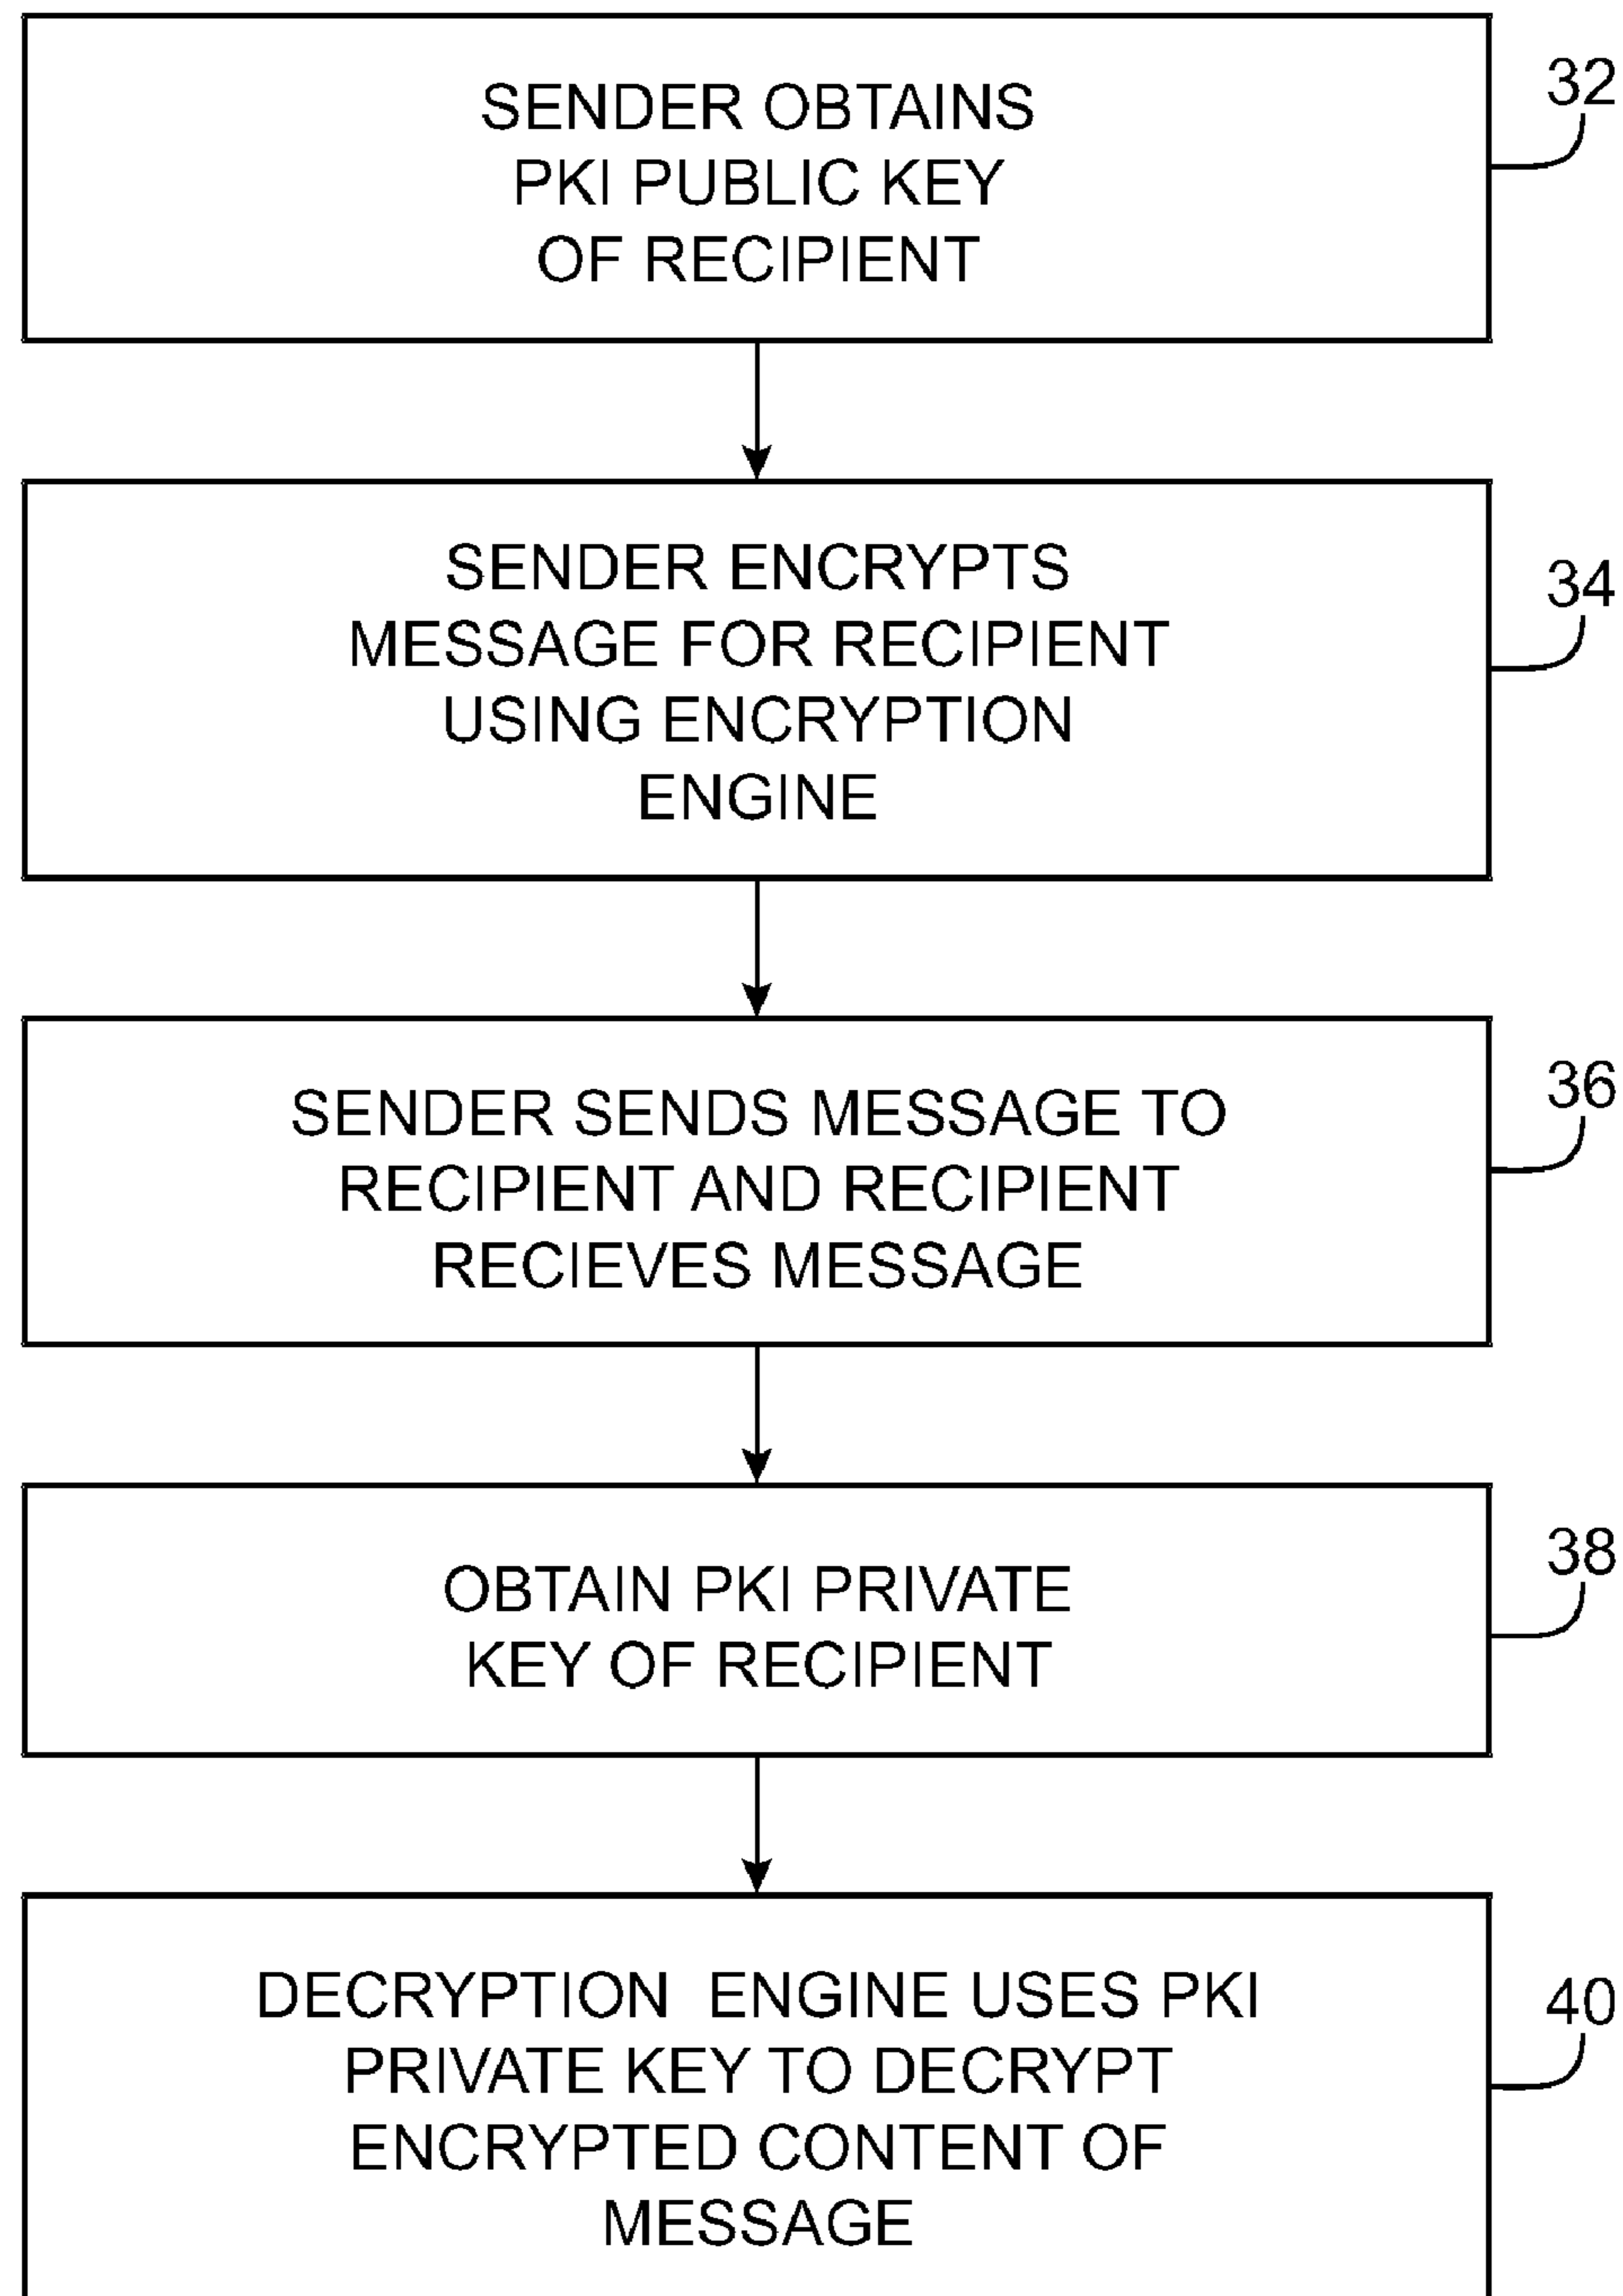 SENDER OBTAINS
PKI PUBLIC KEY
OF RECIPIENT
32
SENDER ENCRYPTS
MESSAGE FOR RECIPIENT
USING ENCRYPTION
ENGINE
34
SENDER SENDS MESSAGE TO
RECIPIENT AND RECIPIENT
RECIEVES MESSAGE
36
OBTAIN PKI PRIVATE
KEY OF RECIPIENT
38
DECRYPTION ENGINE USES PKI
PRIVATE KEY TO DECRYPT
ENCRYPTED CONTENT OF
MESSAGE
40